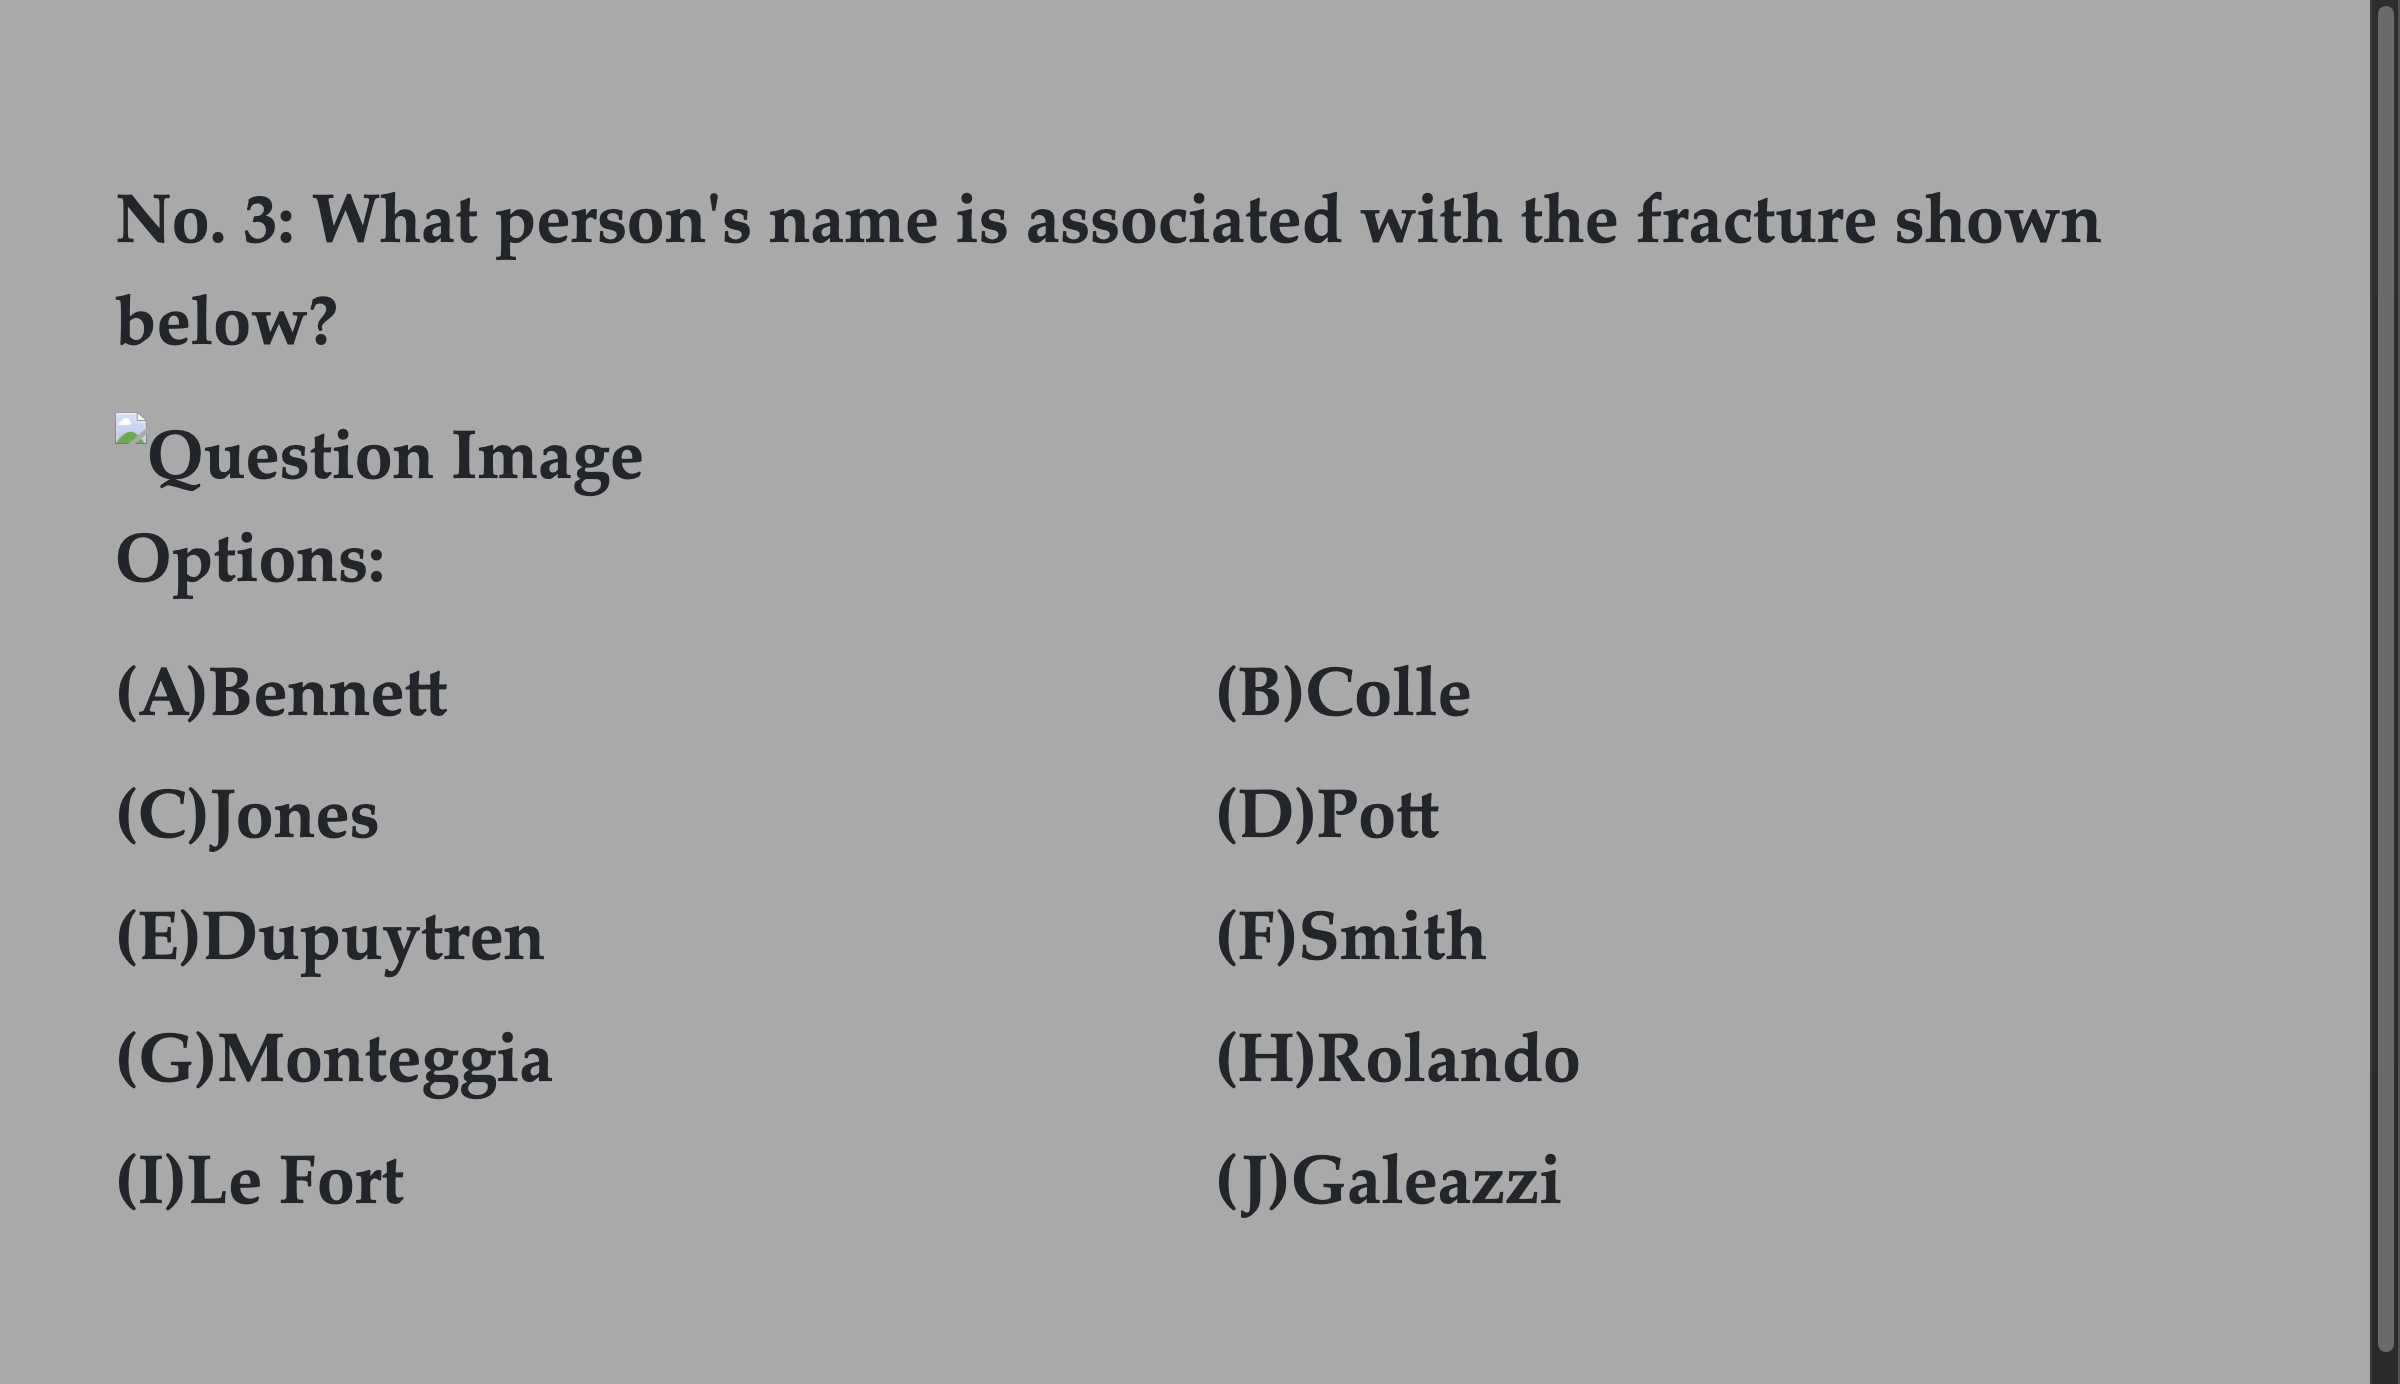 No. 3: What person's name is associated with the fracture shown
below?
Question Image
Options:
(A)Bennett
(B)Colle
(C)Jones
(D)Pott
(E)Dupuytren
(F)Smith
(G)Monteggia
(H)Rolando
(I)Le Fort
(J)Galeazzi